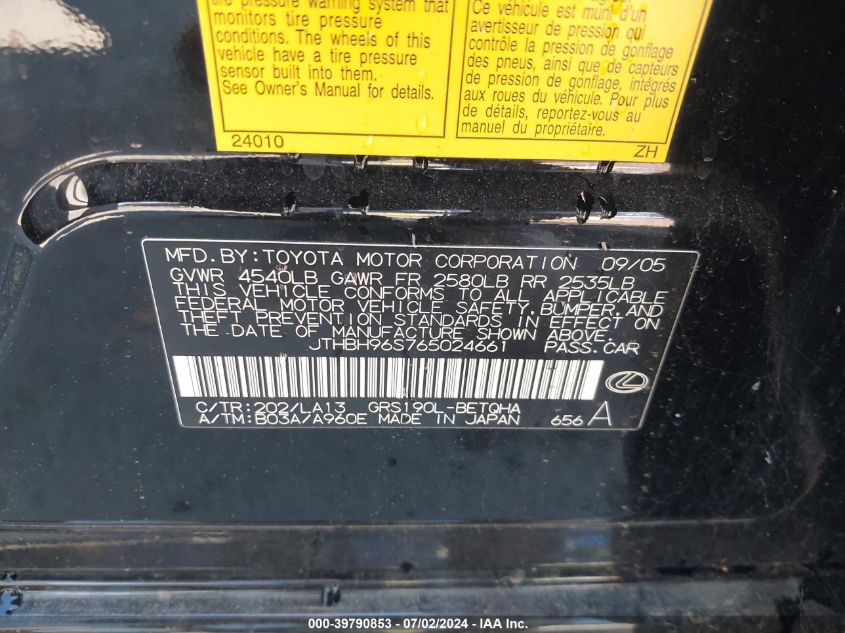 tire pressure warning system that
monitors tire pressure
conditions. The wheels of this
vehicle have a tire pressure
sensor built into them.
See Owner's Manual for details.
24010
Ce véhicule est muni d'un
avertisseur de pression qui
contrôle la pression de gonflage
des pneus, ainsi que de capteurs
de pression de gonflage, intégrés
aux roues du véhicule. Pour plus
de détails, reportez-vous au
manuel du propriétaire.
ZH
MFD. BY: TOYOTA MOTOR CORPORATION 09/05
GVWR 4540LB GAWR FR 2580LB RR 2535LB
THIS VEHICLE CONFORMS TO ALL APPLICABLE
FEDERAL MOTOR VEHICLE SAFETY, BUMPER, AND
THEFT PREVENTION STANDARDS IN EFFECT ON
THE DATE OF MANUFACTURE SHOWN ABOVE.
JTHBH96S765024661 PASS. CAR
C/TR: 202/LA13 GRS190L-BETQHA
A/TM: B03A/A960E MADE IN JAPAN 656 A
000-39790853 / 07/02/2024 - IAA Inc.